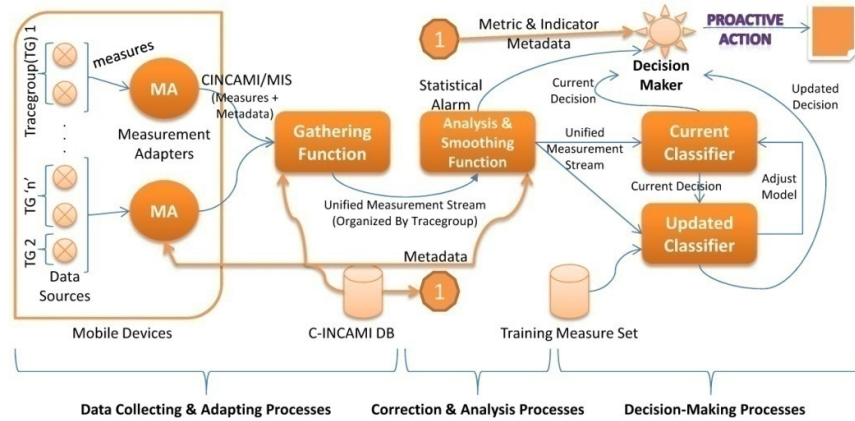 Tracegroup(TG) 1
measures
MA
Measurement
Adapters
CINCAMI/MIS
(Measures +
Metadata)
TG 'n'
MA
TG 2
Data
Sources
Mobile Devices
Gathering
Function
Unified Measurement Stream
(Organized By Tracegroup)
Metadata
C-INCAMI DB
1
1
Metric & Indicator
Metadata
Statistical
Alarm
Analysis &
Smoothing
Function
Decision
Maker
PROACTIVE
ACTION
Current
Decision
Updated
Decision
Unified
Measurement
Stream
Current
Classifier
Current Decision
Adjust
Model
Updated
Classifier
Training Measure Set
Data Collecting & Adapting Processes
Correction & Analysis Processes
Decision-Making Processes